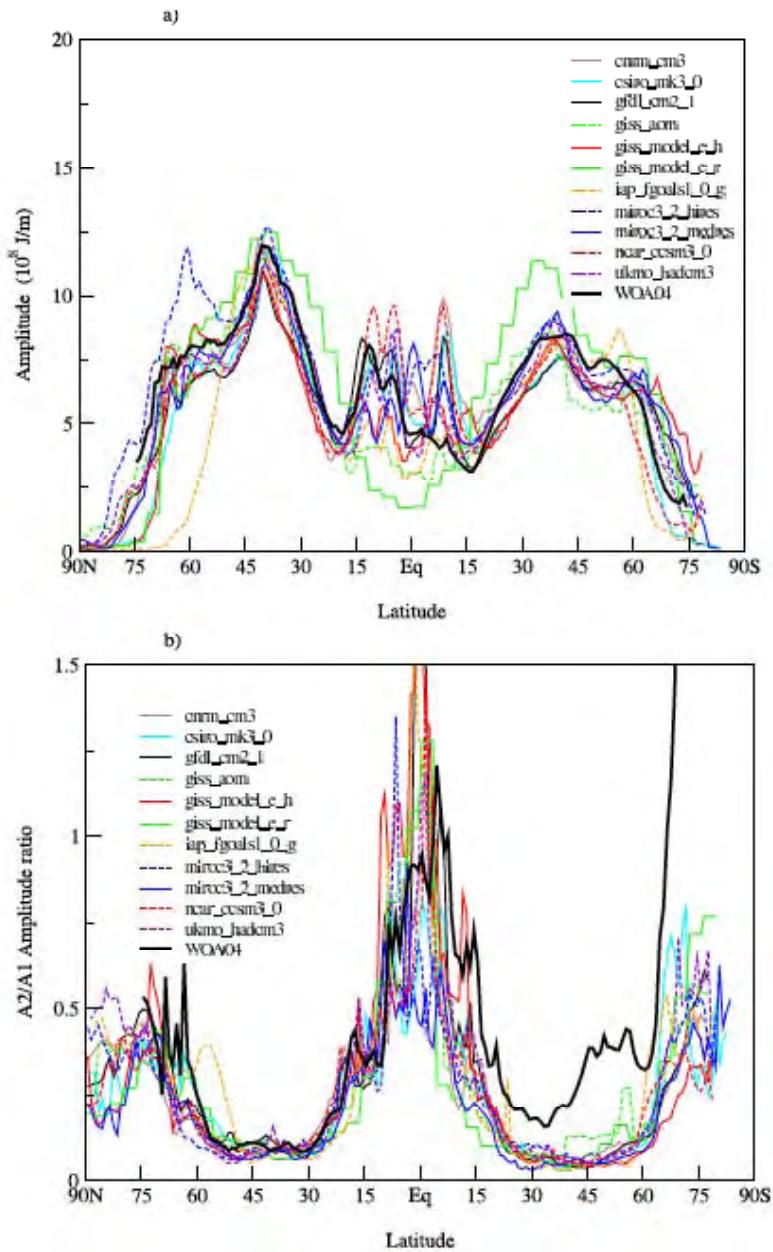 a)
20
15
10
5
0
Amplitude (10⁸ J/m)
cnrm_cm3
csiro_mk3_0
gfdl_cm2_1
giss_aom
giss_model_e_h
giss_model_e_r
iap_fgoals1_0_g
miroc3_2_hires
miroc3_2_medres
ncar_ccsm3_0
ukmo_hadcm3
WOA04
90N 75 60 45 30 15 Eq 15 30 45 60 75 90S
Latitude
b)
1.5
1
0.5
0
A2/A1 Amplitude ratio
cnrm_cm3
csiro_mk3_0
gfdl_cm2_1
giss_aom
giss_model_e_h
giss_model_e_r
iap_fgoals1_0_g
miroc3_2_hires
miroc3_2_medres
ncar_ccsm3_0
ukmo_hadcm3
WOA04
90N 75 60 45 30 15 Eq 15 30 45 60 75 90S
Latitude